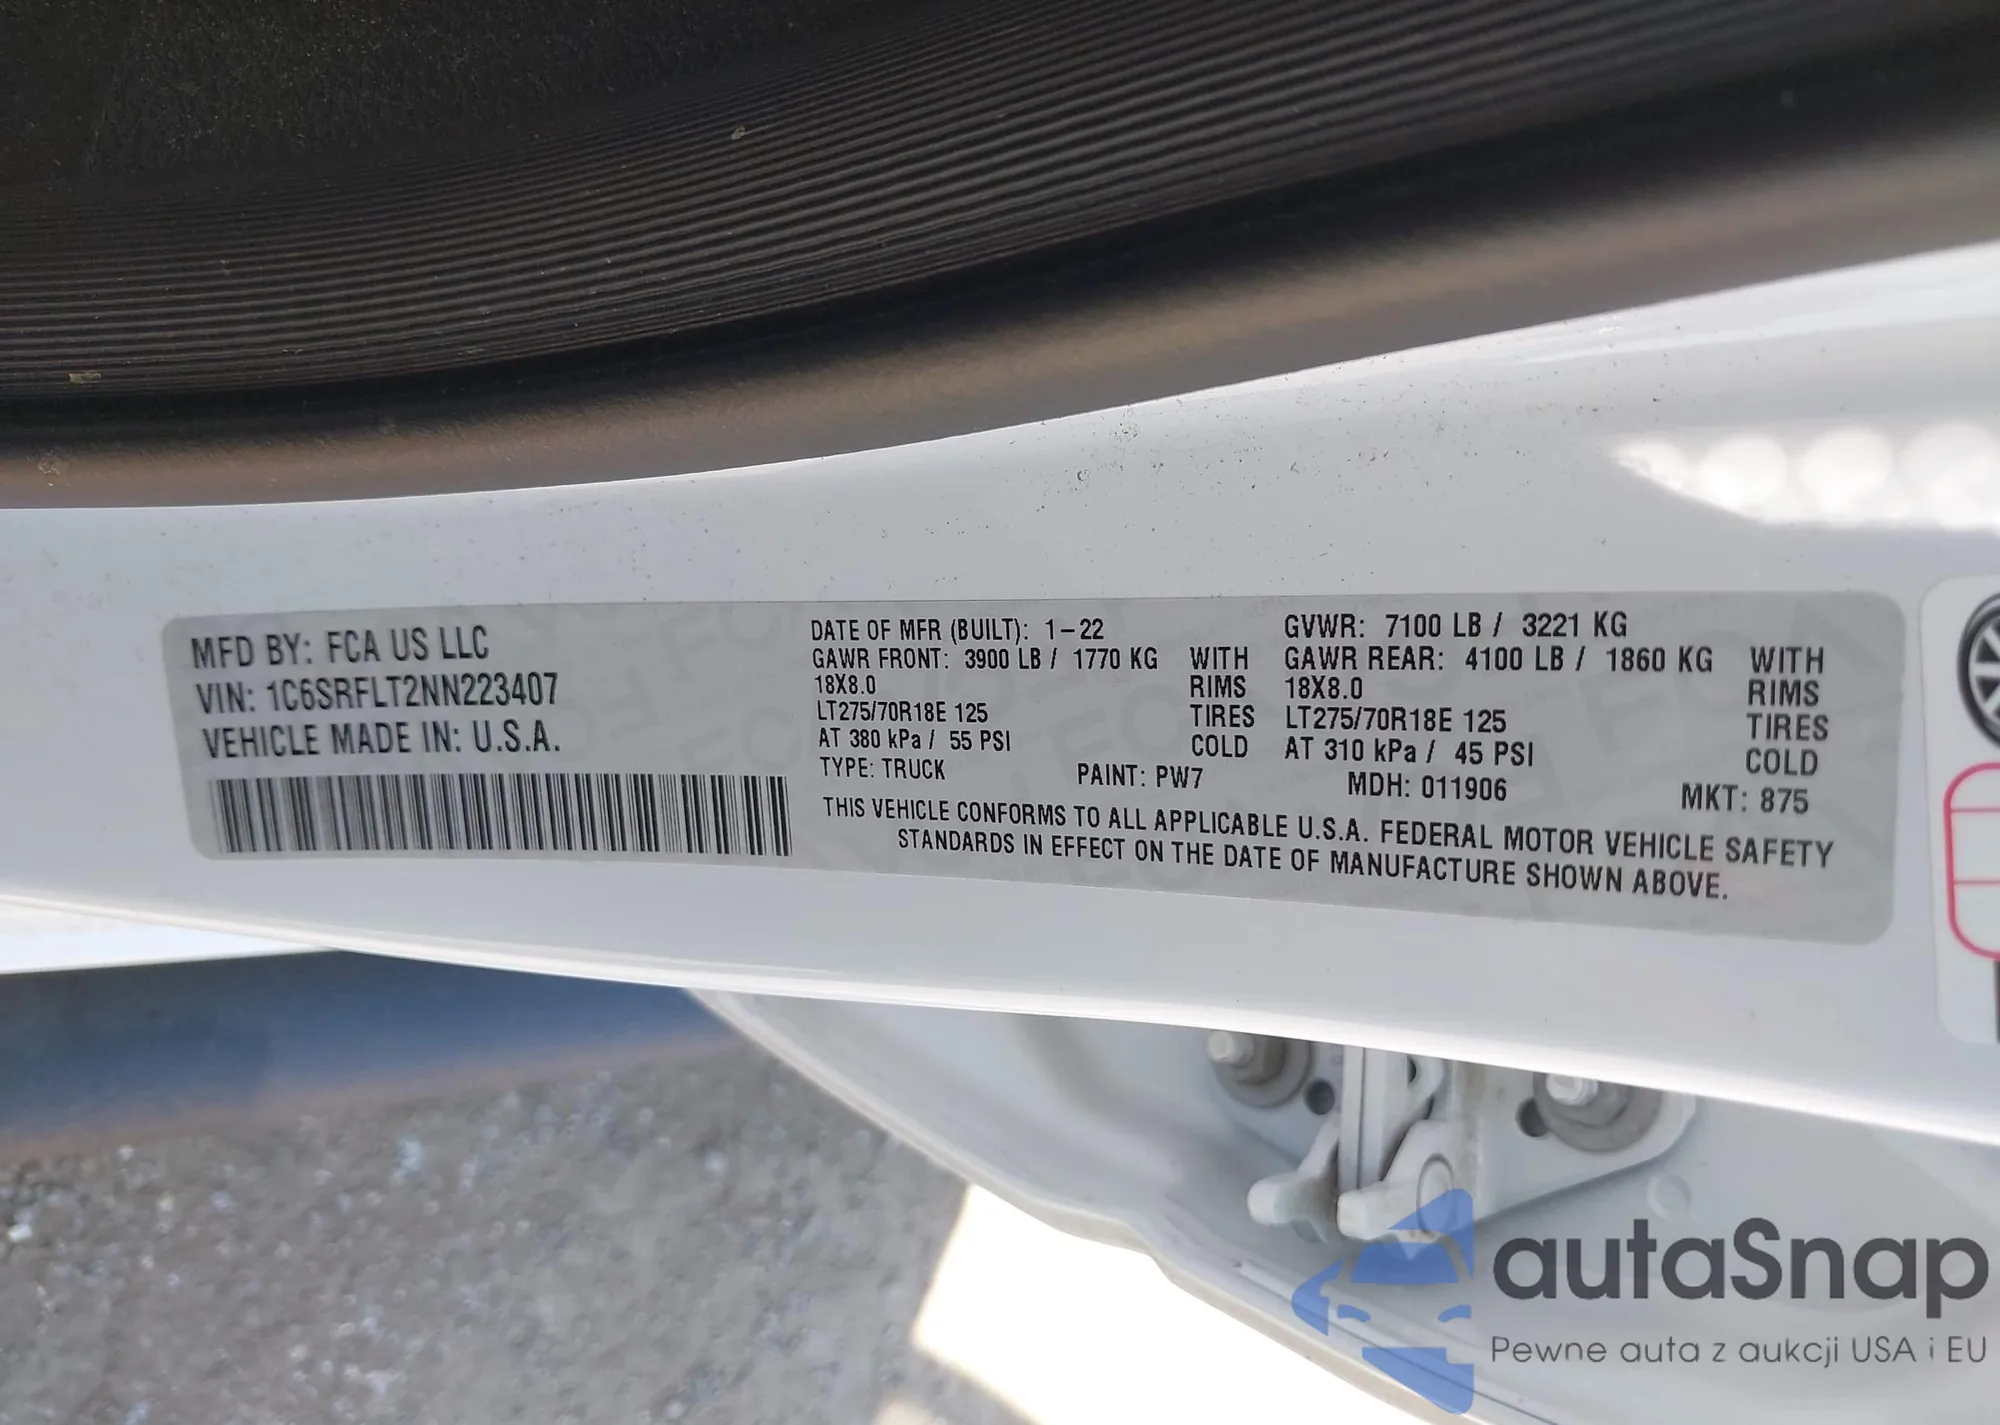 MFD BY: FCA US LLC
VIN: 1C6SRFLT2NN223407
VEHICLE MADE IN: U.S.A.
DATE OF MFR (BUILT): 1-22
GAWR FRONT: 3900 LB / 1770 KG WITH
18X8.0 RIMS
LT275/70R18E 125 TIRES
AT 380 kPa / 55 PSI COLD
GVWR: 7100 LB / 3221 KG
GAWR REAR: 4100 LB / 1860 KG WITH
18X8.0 RIMS
LT275/70R18E 125 TIRES
AT 310 kPa / 45 PSI COLD
TYPE: TRUCK PAINT: PW7 MDH: 011906 MKT: 875
THIS VEHICLE CONFORMS TO ALL APPLICABLE U.S.A. FEDERAL MOTOR VEHICLE SAFETY
STANDARDS IN EFFECT ON THE DATE OF MANUFACTURE SHOWN ABOVE.
autaSnap
Pewne auta z aukcji USA i EU